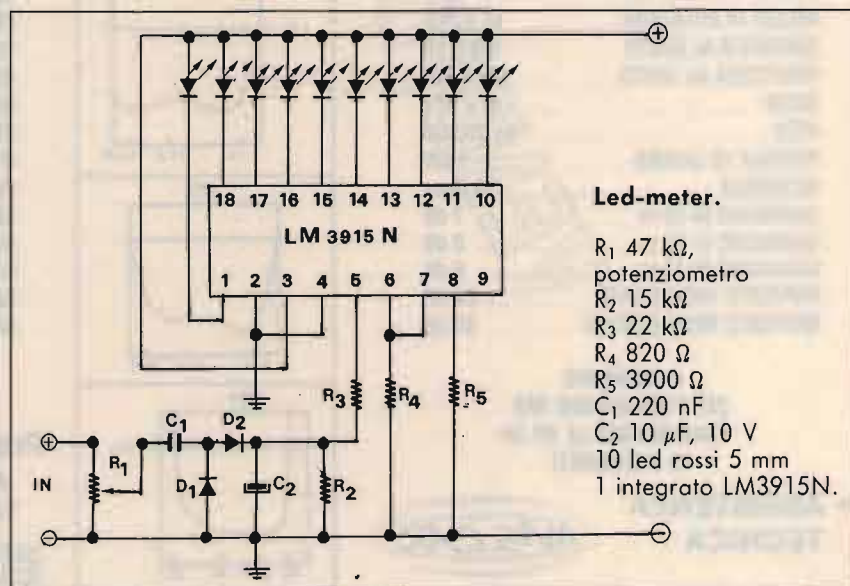 18 17 16 15 14 13 12 11 10
LM 3915 N
1 2 3 4 5 6 7 8 9
R3 R4 R5
C1 D2
IN R1 D1 C2 R2
Led-meter.
R1 47 kΩ,
potenziometro
R2 15 kΩ
R3 22 kΩ
R4 820 Ω
R5 3900 Ω
C1 220 nF
C2 10 μF, 10 V
10 led rossi 5 mm
1 integrato LM3915N.